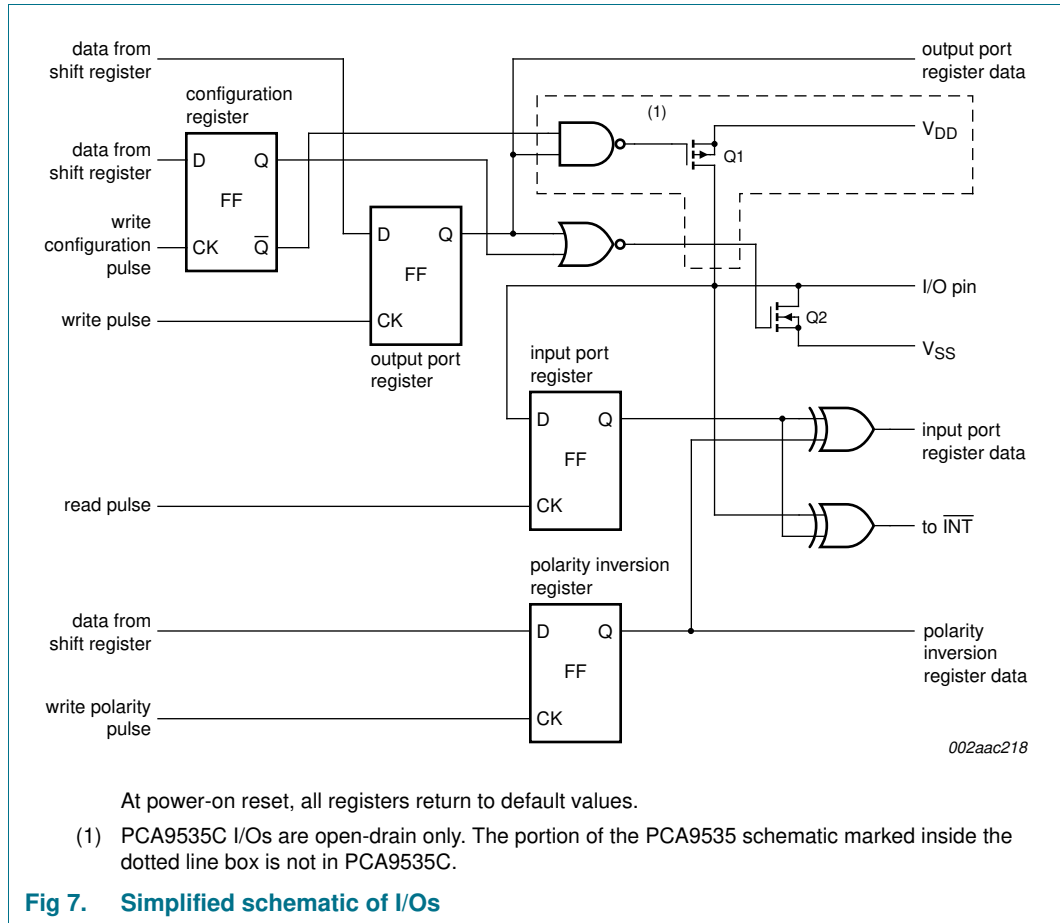 data from
shift register
output port
register data
configuration
register
(1)
VDD
data from
shift register
D
Q
Q1
FF
write
configuration
pulse
CK
Q̅
D
Q
FF
I/O pin
write pulse
CK
Q2
VSS
output port
register
input port
register
D
Q
input port
register data
FF
read pulse
CK
to I̅N̅T̅
polarity inversion
register
data from
shift register
D
Q
polarity
inversion
register data
FF
write polarity
pulse
CK
002aac218
At power-on reset, all registers return to default values.
(1) PCA9535C I/Os are open-drain only. The portion of the PCA9535 schematic marked inside the
dotted line box is not in PCA9535C.
Fig 7. Simplified schematic of I/Os